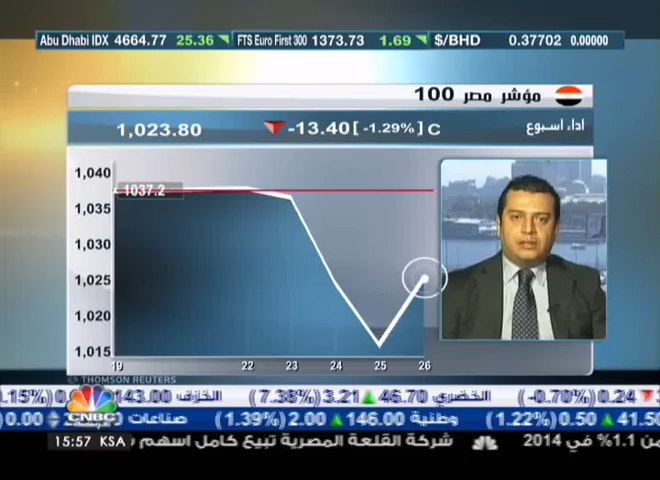 Abu Dhabi IDX 4664.77 25.36 FTS Euro First 300 1373.73 1.69 $/BHD 0.37702 0.00000
مؤشر مصر 100
1,023.80 -13.40[ -1.29%] C اداء اسبوع
1,040
1037.2
1,035
1,030
1,025
1,020
1,015
19 22 23 24 25 26
THOMSON REUTERS
0.24 (-0.70%) الخضري 46.70 3.21 (7.38%) الخزف 143.00
41.50 0.50 (1.22%) وطنية 146.00 2.00 (1.39%) صناعات 0.00
CNBC
15:57 KSA
1.1% في 2014 شركة القلعة المصرية تبيع كامل اسهم